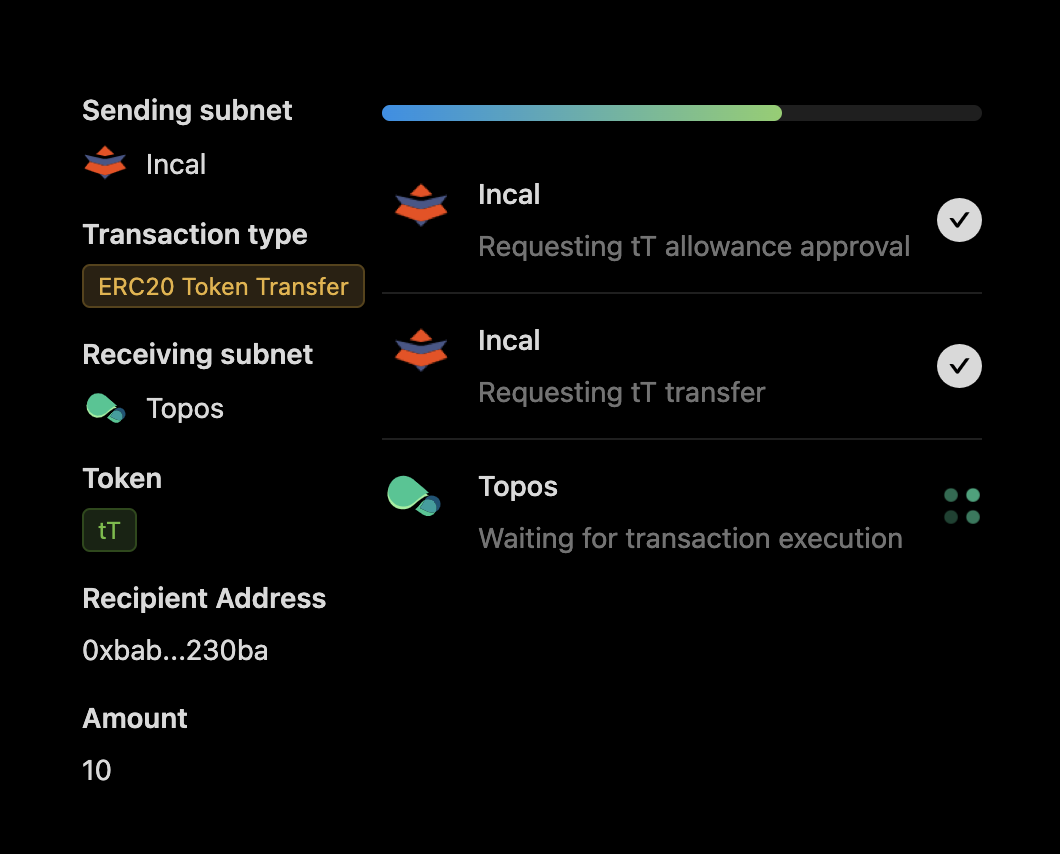 Sending subnet
Incal
Transaction type
ERC20 Token Transfer
Receiving subnet
Topos
Token
tT
Recipient Address
0xbab...230ba
Amount
10
Incal
Requesting tT allowance approval
Incal
Requesting tT transfer
Topos
Waiting for transaction execution